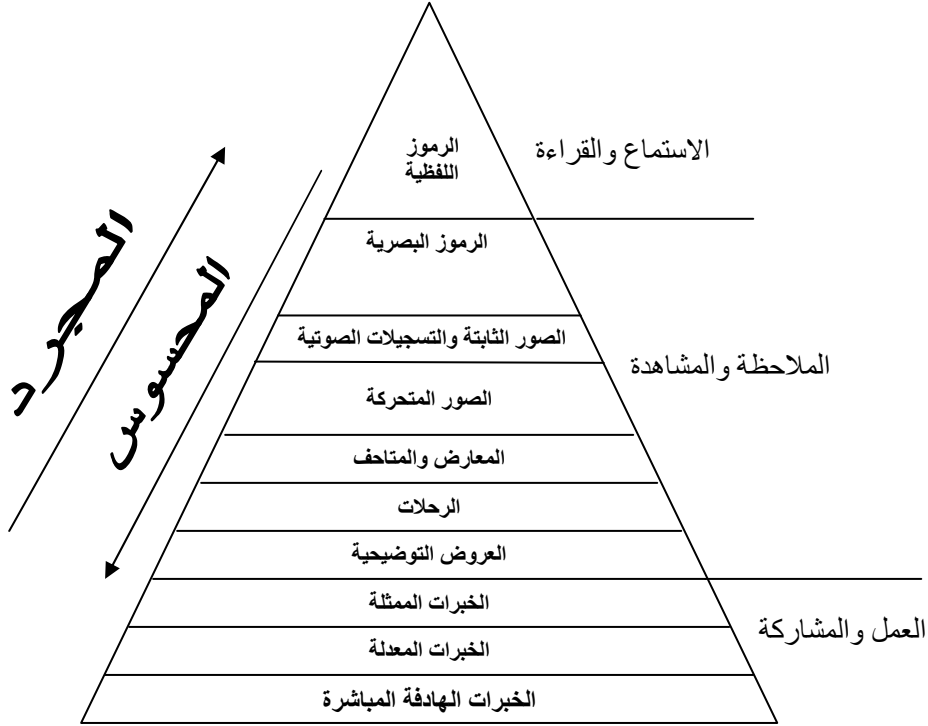 الرموز
اللفظية
الاستماع والقراءة
الرموز البصرية
الصور الثابتة والتسجيلات الصوتية
الملاحظة والمشاهدة
الصور المتحركة
المعارض والمتاحف
الرحلات
العروض التوضيحية
الخبرات الممثلة
العمل والمشاركة
الخبرات المعدلة
الخبرات الهادفة المباشرة
المجرد
المحسوس